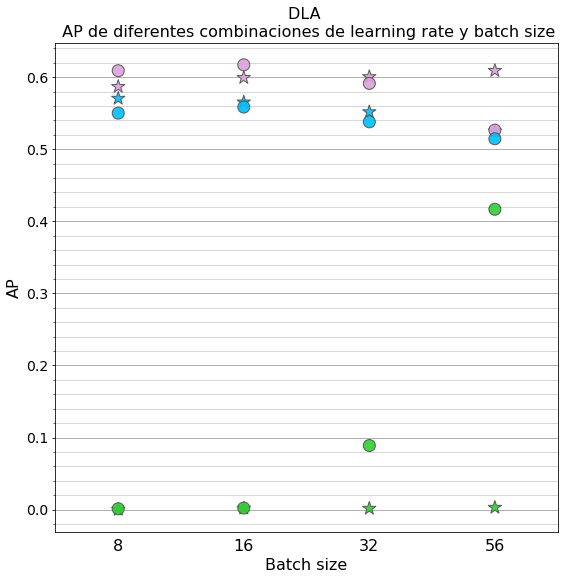 DLA
AP de diferentes combinaciones de learning rate y batch size
AP
0.6
0.5
0.4
0.3
0.2
0.1
0.0
8 16 32 56
Batch size